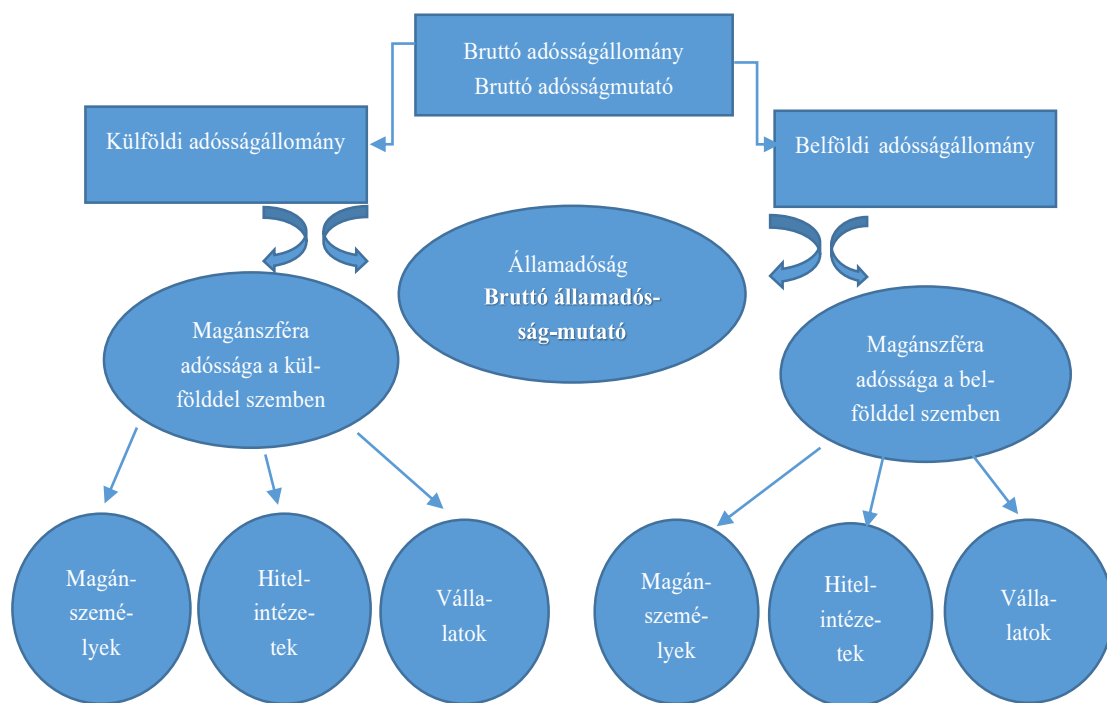 Bruttó adósságállomány
Bruttó adósságmutató
Külföldi adósságállomány
Belföldi adósságállomány
Államadóság
Bruttó államadós-
ság-mutató
Magánszféra
adóssága a kül-
földdel szemben
Magánszféra
adóssága a bel-
földdel szemben
Magán-
szemé-
lyek
Hitel-
intéze-
tek
Válla-
latok
Magán-
szemé-
lyek
Hitel-
intéze-
tek
Válla-
latok